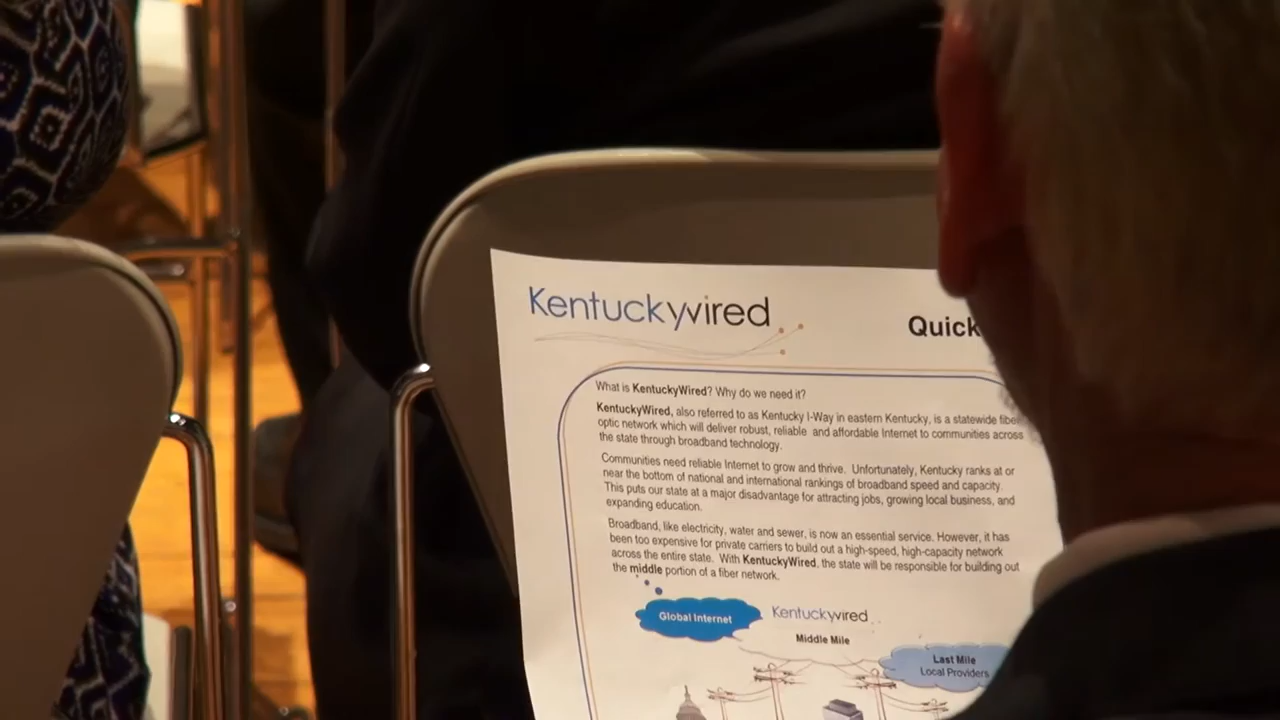 Kentuckywired
Quick
What is KentuckyWired? Why do we need it?
KentuckyWired, also referred to as Kentucky I-Way in eastern Kentucky, is a statewide fiber
optic network which will deliver robust, reliable and affordable Internet to communities across
the state through broadband technology.
Communities need reliable Internet to grow and thrive. Unfortunately, Kentucky ranks at or
near the bottom of national and international rankings of broadband speed and capacity.
This puts our state at a major disadvantage for attracting jobs, growing local business, and
expanding education.
Broadband, like electricity, water and sewer, is now an essential service. However, it has
been too expensive for private carriers to build out a high-speed, high-capacity network
across the entire state. With KentuckyWired, the state will be responsible for building out
the middle portion of a fiber network.
Global Internet
Kentuckywired
Middle Mile
Last Mile
Local Providers